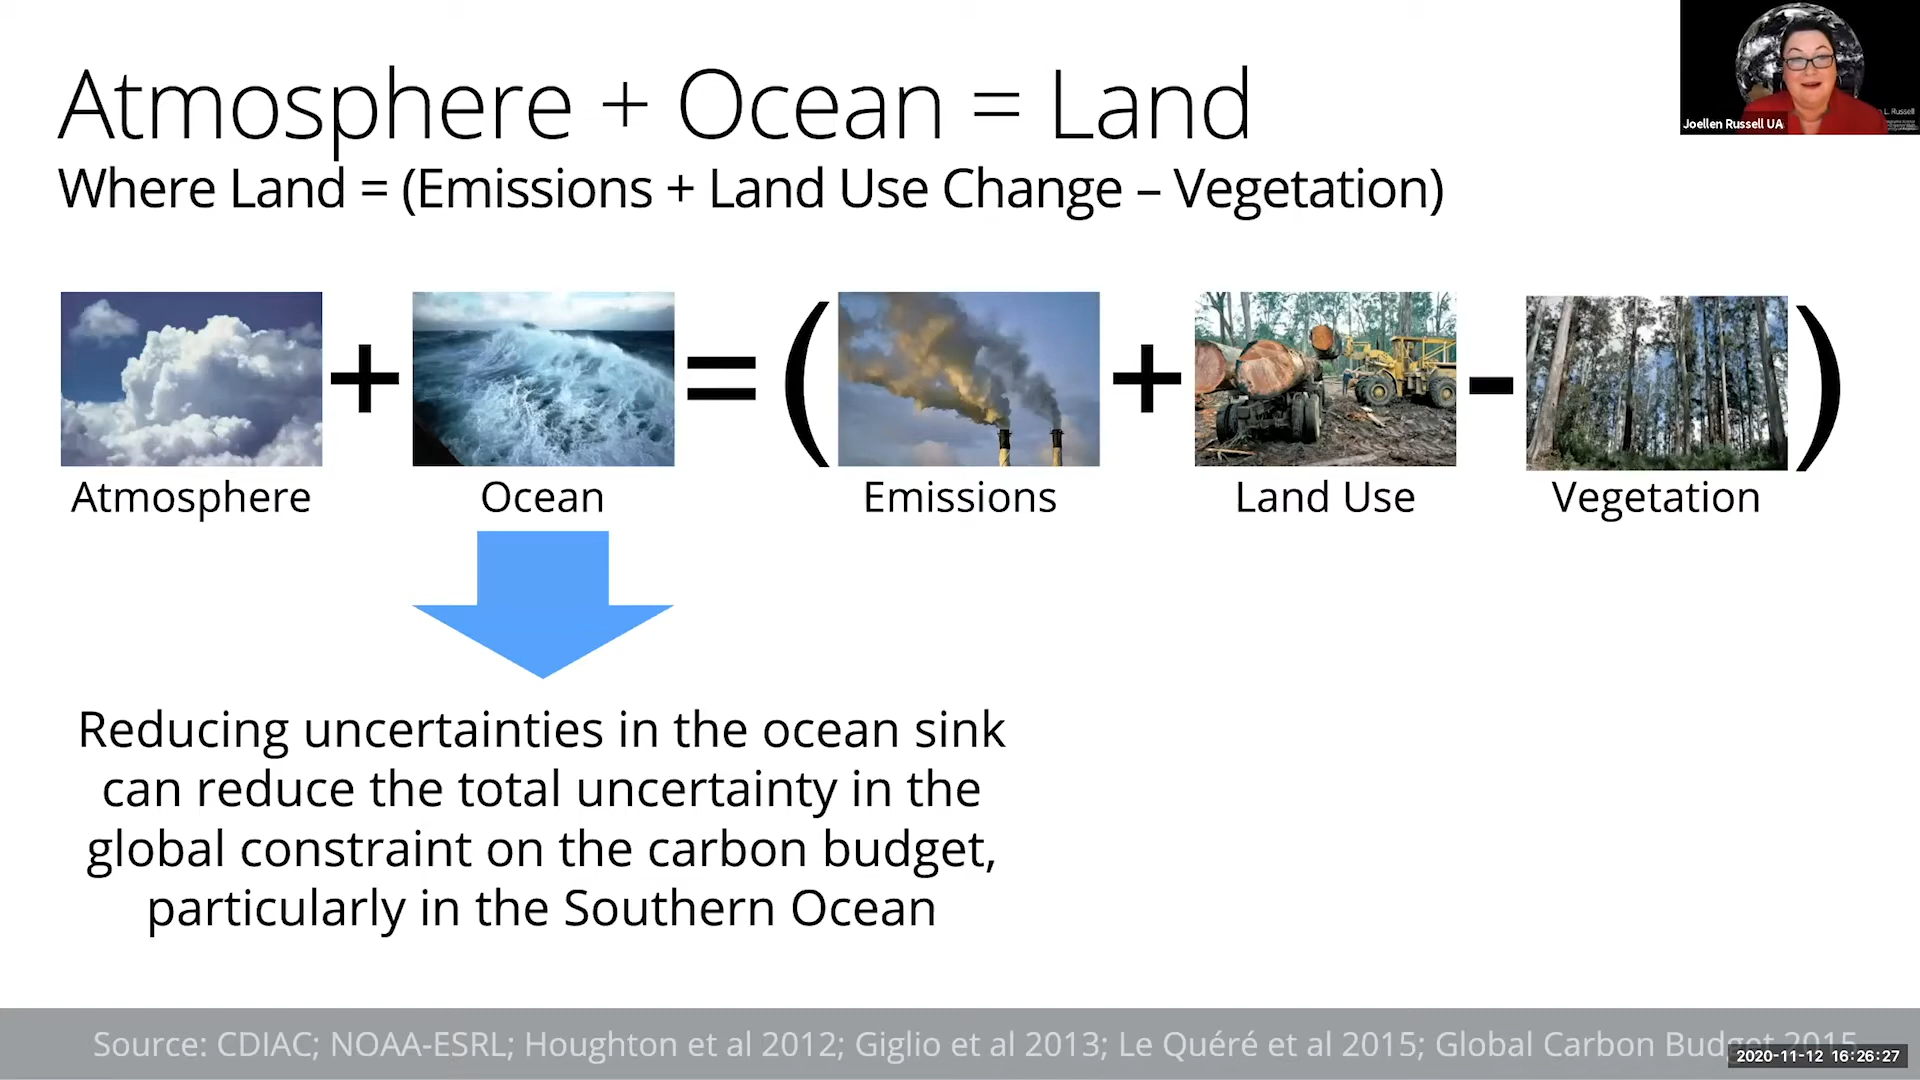 Atmosphere + Ocean = Land
Where Land = (Emissions + Land Use Change – Vegetation)
Joellen Russell UA
L. Russell
+
=
(
+
-
)
Atmosphere
Ocean
Emissions
Land Use
Vegetation
Reducing uncertainties in the ocean sink
can reduce the total uncertainty in the
global constraint on the carbon budget,
particularly in the Southern Ocean
Source: CDIAC; NOAA-ESRL; Houghton et al 2012; Giglio et al 2013; Le Quéré et al 2015; Global Carbon Budget 2015
2020-11-12 16:26:27